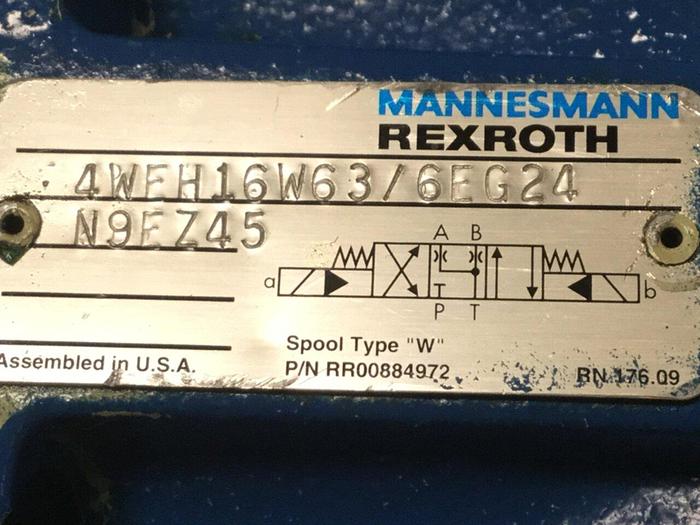 MANNESMANN
REXROTH
4WEH16W63/6EG24
N9EZ45
A B
a
b
T
P T
Spool Type "W"
Assembled in U.S.A.
P/N RR00884972
RN 176.09